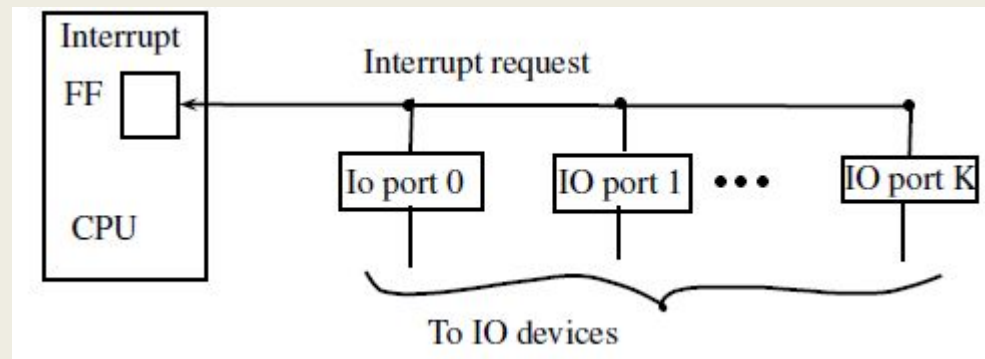 Interrupt
FF
CPU
Interrupt request
Io port 0
IO port 1
IO port K
To IO devices